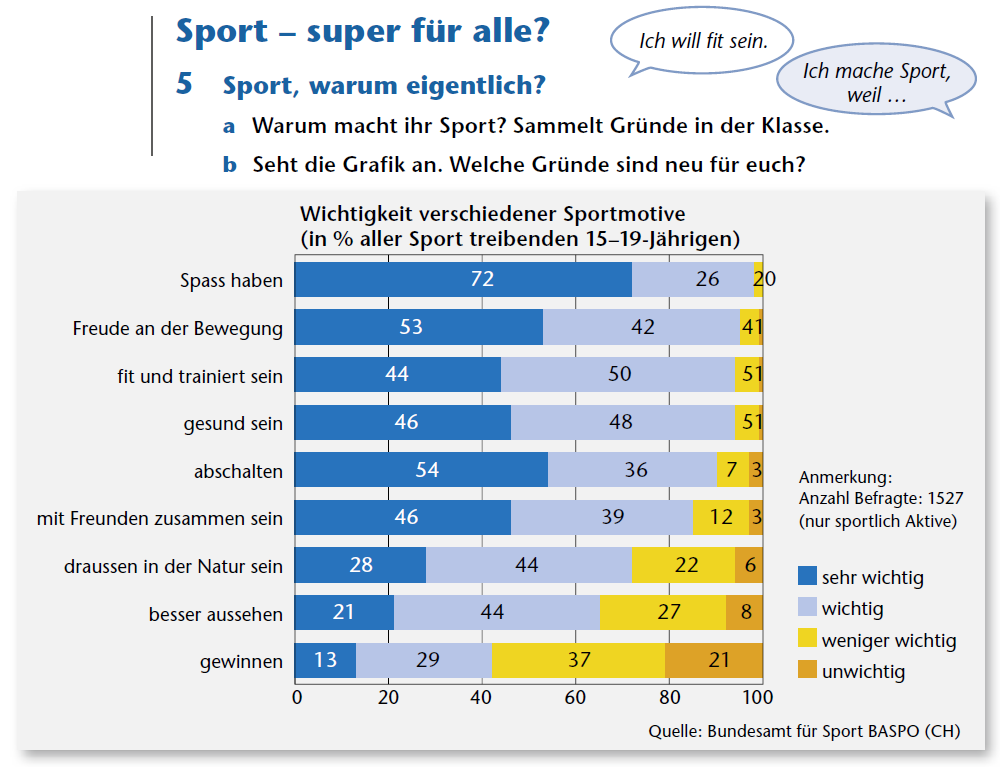 Sport – super für alle?
Ich will fit sein.
Ich mache Sport,
weil …
5 Sport, warum eigentlich?
a Warum macht ihr Sport? Sammelt Gründe in der Klasse.
b Seht die Grafik an. Welche Gründe sind neu für euch?
Wichtigkeit verschiedener Sportmotive
(in % aller Sport treibenden 15–19-Jährigen)
Spass haben 72 26 2 0
Freude an der Bewegung 53 42 4 1
fit und trainiert sein 44 50 5 1
gesund sein 46 48 5 1
abschalten 54 36 7 3
mit Freunden zusammen sein 46 39 12 3
draussen in der Natur sein 28 44 22 6
besser aussehen 21 44 27 8
gewinnen 13 29 37 21
0 20 40 60 80 100
Anmerkung:
Anzahl Befragte: 1527
(nur sportlich Aktive)
sehr wichtig
wichtig
weniger wichtig
unwichtig
Quelle: Bundesamt für Sport BASPO (CH)